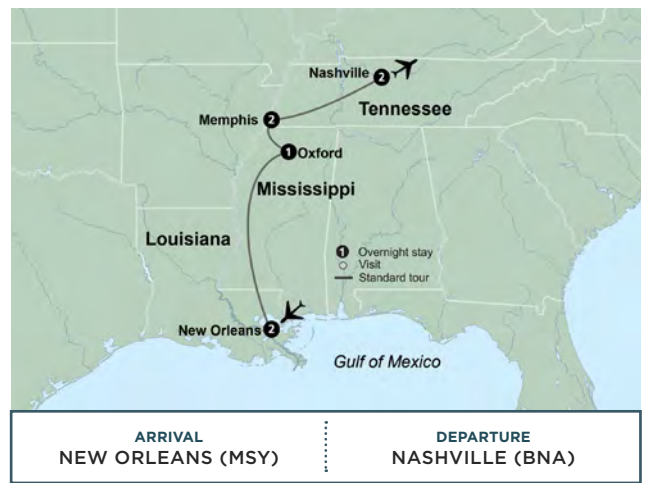 Nashville 2
Tennessee
Memphis 2
1 Oxford
Mississippi
Louisiana
1 Overnight stay
Visit
Standard tour
New Orleans 2
Gulf of Mexico
ARRIVAL
NEW ORLEANS (MSY)
DEPARTURE
NASHVILLE (BNA)